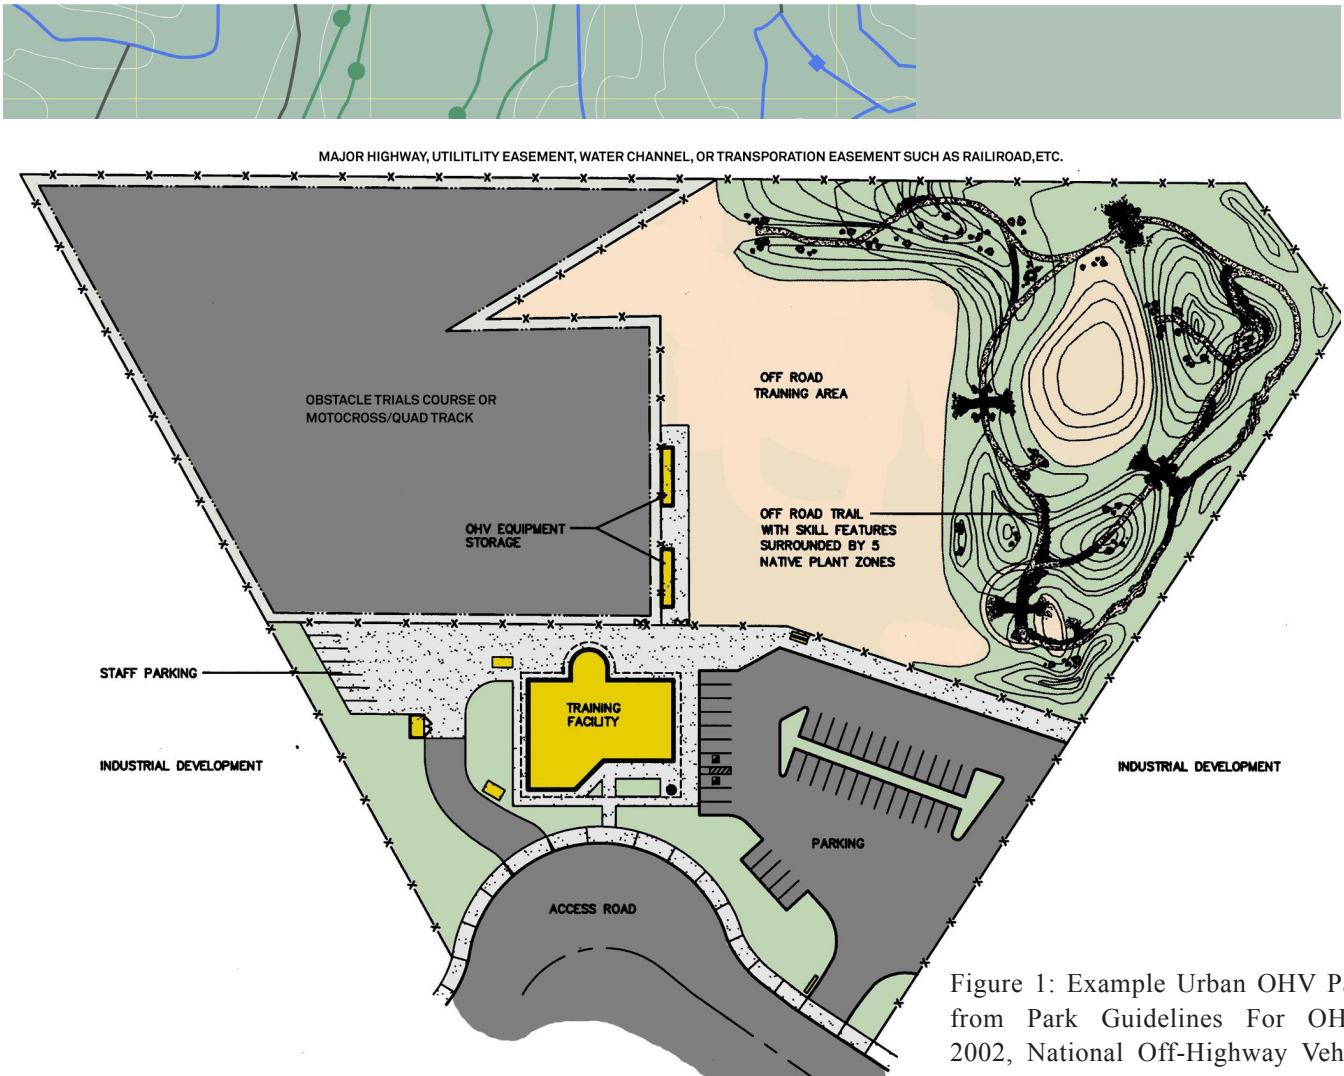 MAJOR HIGHWAY, UTILITLITY EASEMENT, WATER CHANNEL, OR TRANSPORATION EASEMENT SUCH AS RAILIROAD,ETC.
OFF ROAD
TRAINING AREA
OBSTACLE TRIALS COURSE OR
MOTOCROSS/QUAD TRACK
OHV EQUIPMENT
STORAGE
OFF ROAD TRAIL
WITH SKILL FEATURES
SURROUNDED BY 5
NATIVE PLANT ZONES
STAFF PARKING
TRAINING
FACILITY
INDUSTRIAL DEVELOPMENT
INDUSTRIAL DEVELOPMENT
PARKING
ACCESS ROAD
Figure 1: Example Urban OHV Pa
from Park Guidelines For OH
2002, National Off-Highway Veh